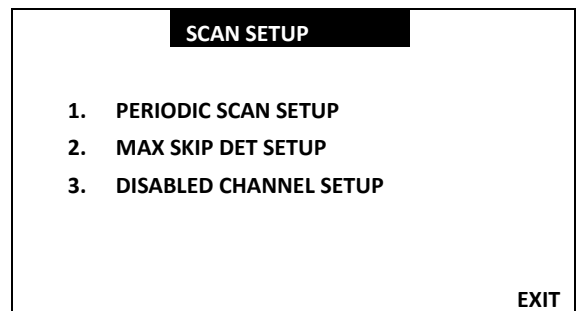 SCAN SETUP
1. PERIODIC SCAN SETUP
2. MAX SKIP DET SETUP
3. DISABLED CHANNEL SETUP
EXIT